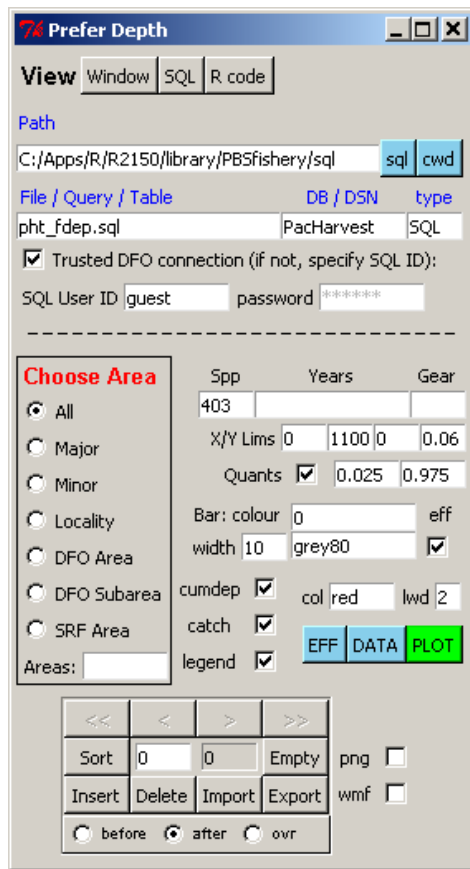 Prefer Depth
View Window SQL R code
Path
C:/Apps/R/R2150/library/PBSfishery/sql sql cwd
File / Query / Table DB / DSN type
pht_fdep.sql PacHarvest SQL
Trusted DFO connection (if not, specify SQL ID):
SQL User ID guest password ******
--------------------------------
Choose Area
All
Major
Minor
Locality
DFO Area
DFO Subarea
SRF Area
Areas:
Spp Years Gear
403
X/Y Lims 0 1100 0 0.06
Quants 0.025 0.975
Bar: colour 0 eff
width 10 grey80
cumdep col red lwd 2
catch
legend EFF DATA PLOT
<< < > >>
Sort 0 0 Empty png
Insert Delete Import Export wmf
before after ovr